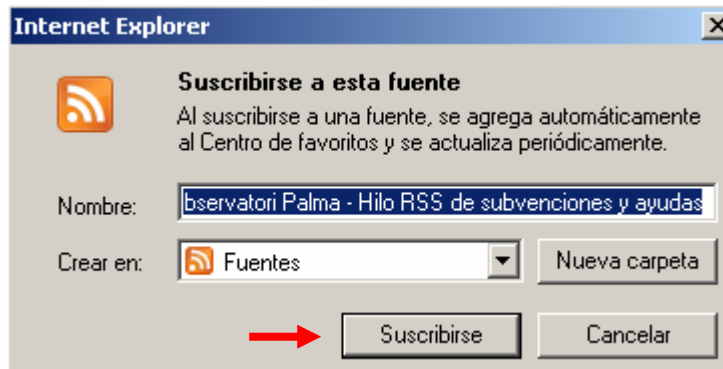 Internet Explorer
Suscribirse a esta fuente
Al suscribirse a una fuente, se agrega automáticamente
al Centro de favoritos y se actualiza periódicamente.
Nombre: bservatori Palma - Hilo RSS de subvenciones y ayudas
Crear en: Fuentes Nueva carpeta
Suscribirse Cancelar